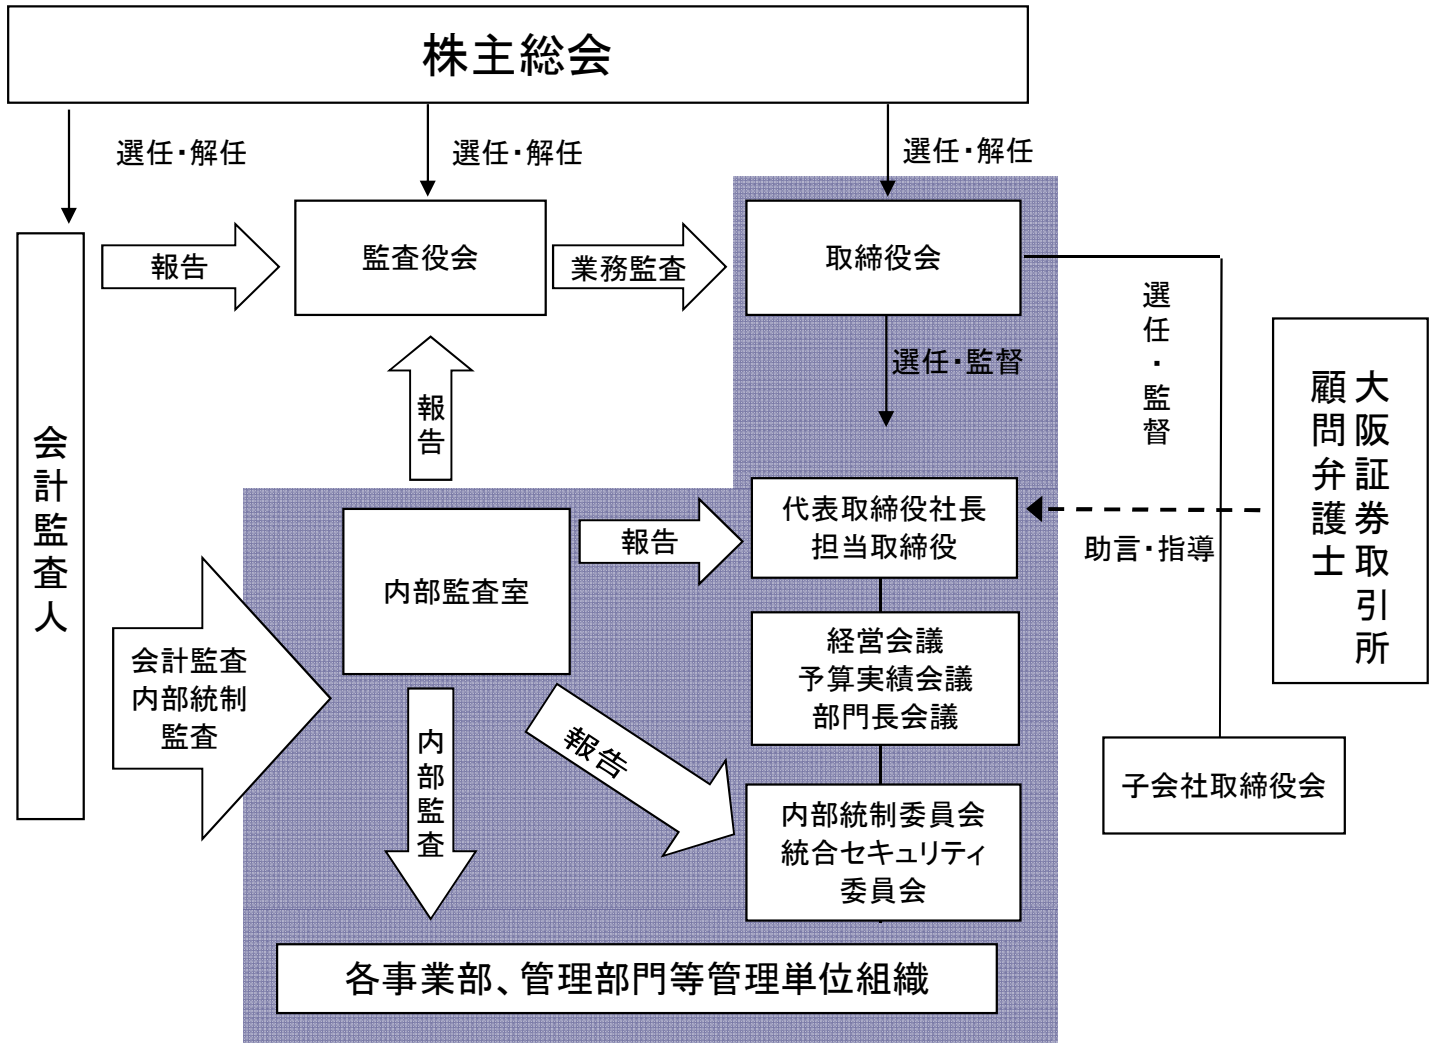 株主総会
選任・解任
選任・解任
選任・解任
報告
監査役会
業務監査
取締役会
選任・監督
選任・監督
大阪証券取引所
顧問弁護士
会計監査人
報告
内部監査室
報告
代表取締役社長
担当取締役
助言・指導
会計監査
内部統制
監査
経営会議
予算実績会議
部門長会議
内部監査
報告
子会社取締役会
内部統制委員会
統合セキュリティ
委員会
各事業部、管理部門等管理単位組織